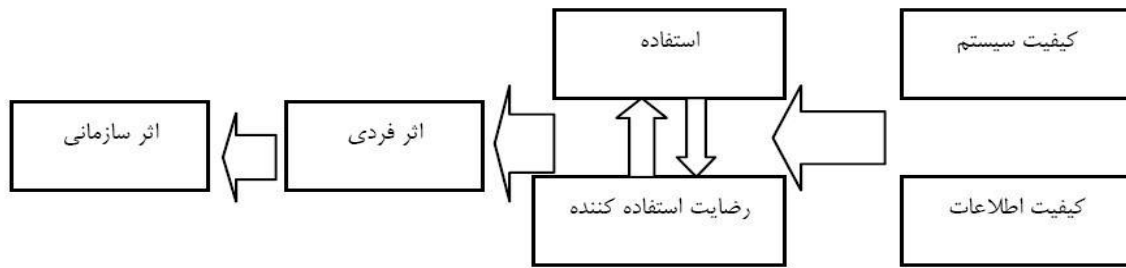 کیفیت سیستم
استفاده
کیفیت اطلاعات
رضایت استفاده کننده
اثر فردی
اثر سازمانی